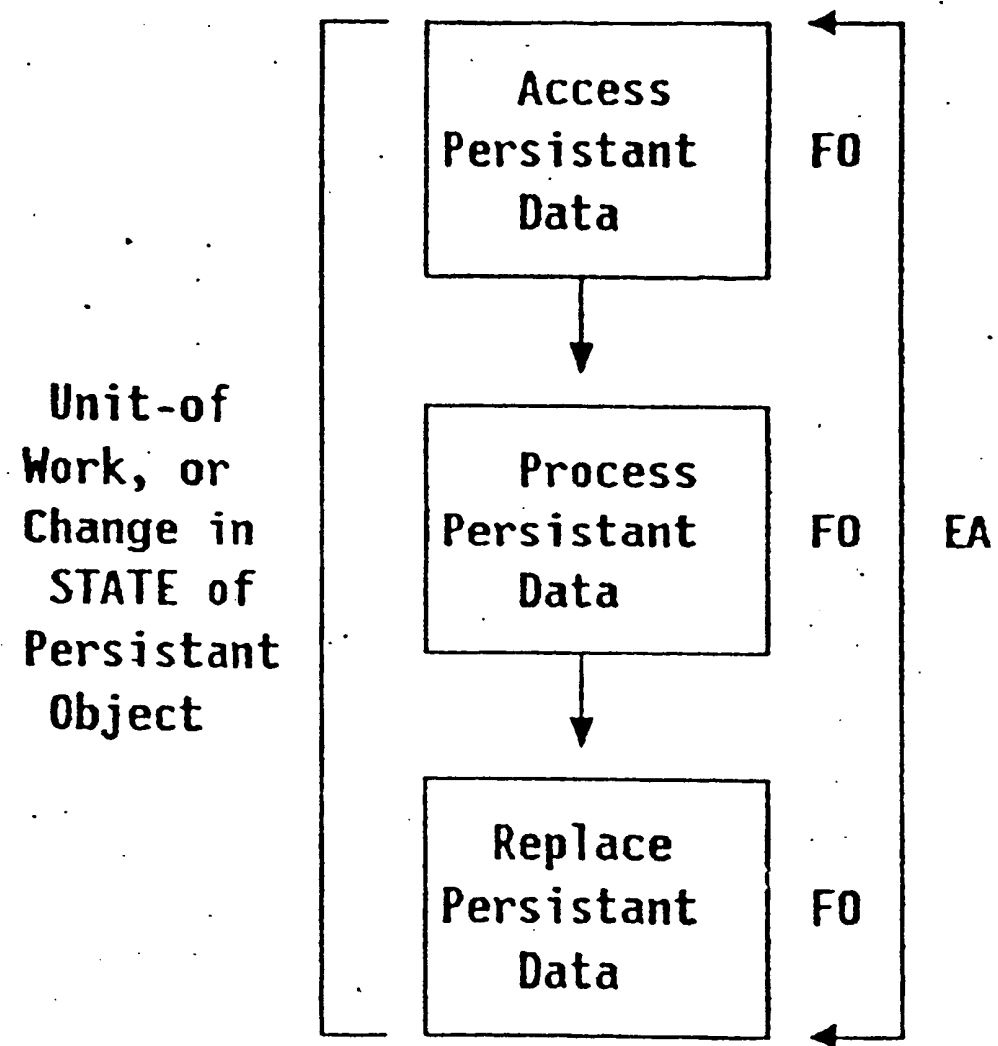 Access
Persistant
Data
FO
Unit-of
Work, or
Change in
STATE of
Persistant
Object
Process
Persistant
Data
FO
EA
Replace
Persistant
Data
FO